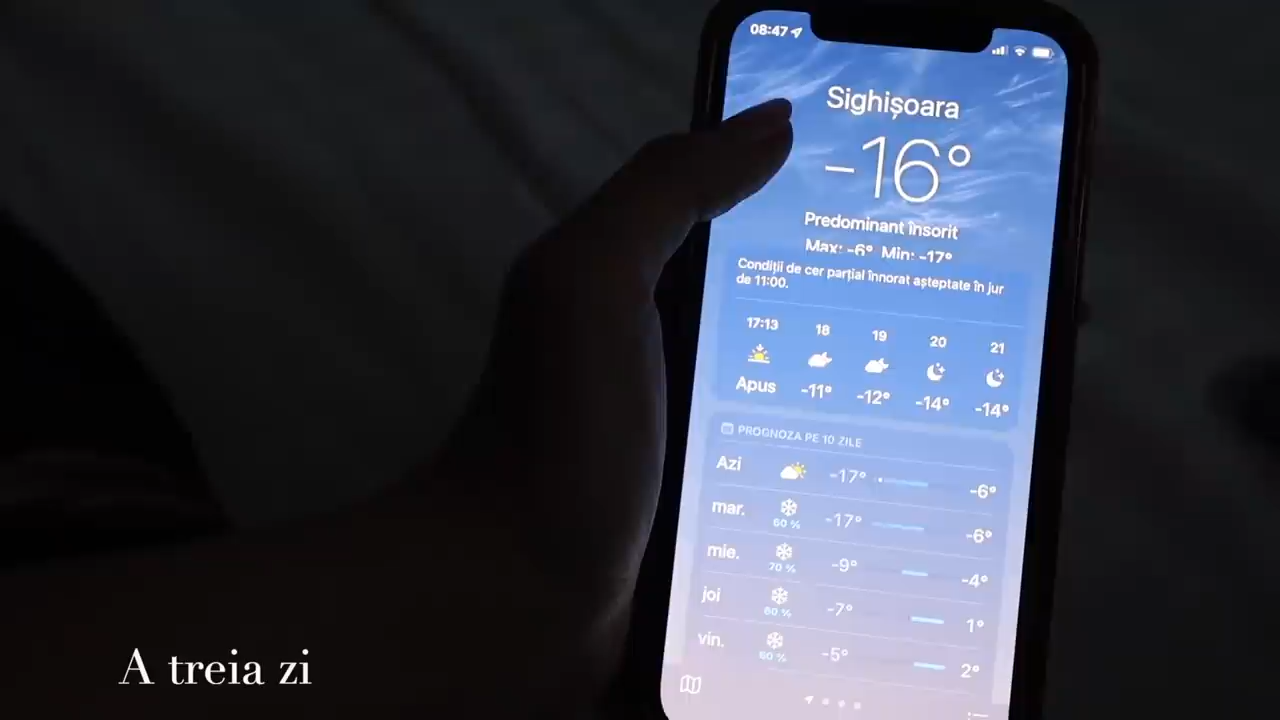 08:47
Sighișoara
-16°
Predominant însorit
Max: -6° Min: -17°
Condiții de cer parțial înnorat așteptate în jur
de 11:00.
17:13 18 19 20 21
Apus -11° -12° -14° -14°
PROGNOZA PE 10 ZILE
Azi -17° -6°
mar. 60 % -17° -6°
mie. 70 % -9° -4°
joi 60 % -7° 1°
vin. 60 % -5° 2°
A treia zi